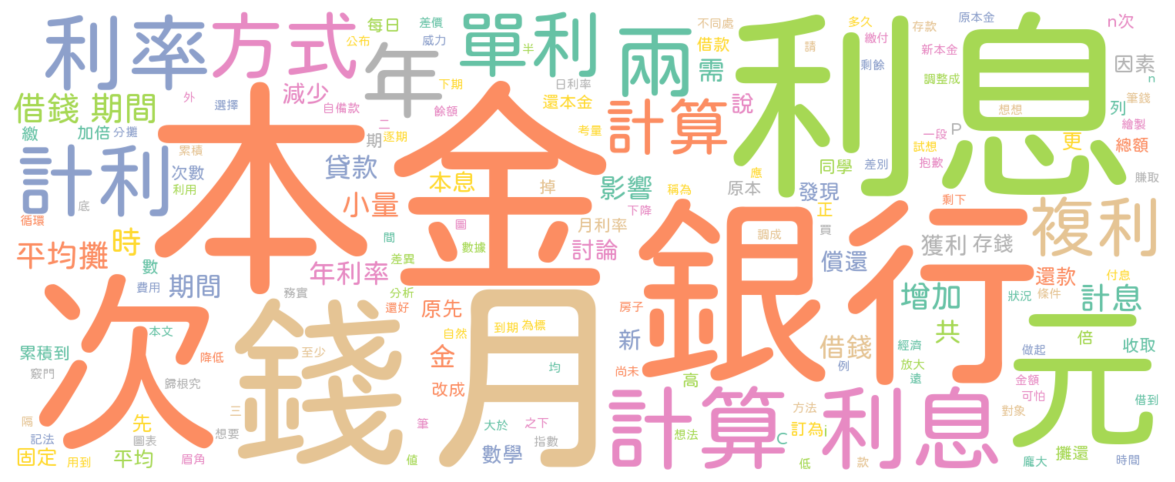 利率
方式
單利
年
兩
利息
本金
次
錢
月
銀行
元
複利
計利
計算
計算利息
借錢
期間
減少
每日
差價
威力
公布
半
不同處
借款
需
請
多久
繳付
存款
原本金
新本金
剩餘
調整成
n次
因素
n
筆錢
列
繪製
外
選擇
自備款
下期
日利率
還本金
餘額
說
想想
繳
加倍
分攤
二
逐期
期
考量
P
一段
更
總額
試想
抱歉
累積
次數
利用
貸款
本息
掉
影響
應
同學
差別
發現
賺取
底
循環
小量
稱為
下降
原本
正
買
剩下
圖
月利率
平均攤
時
間
數據
討論
調成
獲利
存錢
數
費用
期間
年利率
差異
分析
償還
還款
付息
務實
還好
原先
增加
狀況
條件
計息
房子
本文
自然
到期
為標
新
經濟
共
倍
收取
累積到
降低
至少
金
均
借錢
放大
做起
竅門
歸根究
改成
尚未
例
遠
高
金額
可怕
借到
隔
先
三
筆
大於
之下
方法
訂為i
對象
記法
圖表
想要
想法
C
固定
用到
平均
眉角
值
數學
指數
低
款
攤還
龐大
時間